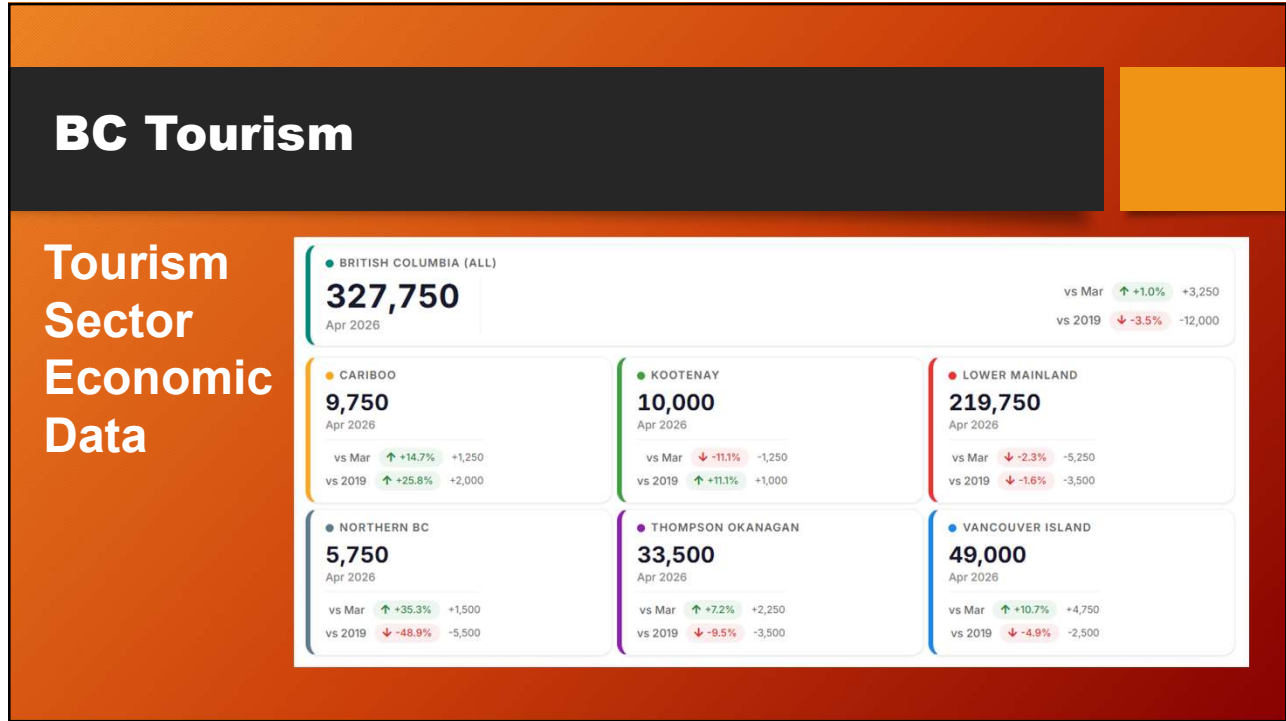 BC Tourism
Tourism
Sector
Economic
Data
BRITISH COLUMBIA (ALL)
327,750
Apr 2026
vs Mar ↑ +1.0% +3,250
vs 2019 ↓ -3.5% -12,000
CARIBOO
9,750
Apr 2026
vs Mar ↑ +14.7% +1,250
vs 2019 ↑ +25.8% +2,000
KOOTENAY
10,000
Apr 2026
vs Mar ↓ -11.1% -1,250
vs 2019 ↑ +11.1% +1,000
LOWER MAINLAND
219,750
Apr 2026
vs Mar ↓ -2.3% -5,250
vs 2019 ↓ -1.6% -3,500
NORTHERN BC
5,750
Apr 2026
vs Mar ↑ +35.3% +1,500
vs 2019 ↓ -48.9% -5,500
THOMPSON OKANAGAN
33,500
Apr 2026
vs Mar ↑ +7.2% +2,250
vs 2019 ↓ -9.5% -3,500
VANCOUVER ISLAND
49,000
Apr 2026
vs Mar ↑ +10.7% +4,750
vs 2019 ↓ -4.9% -2,500